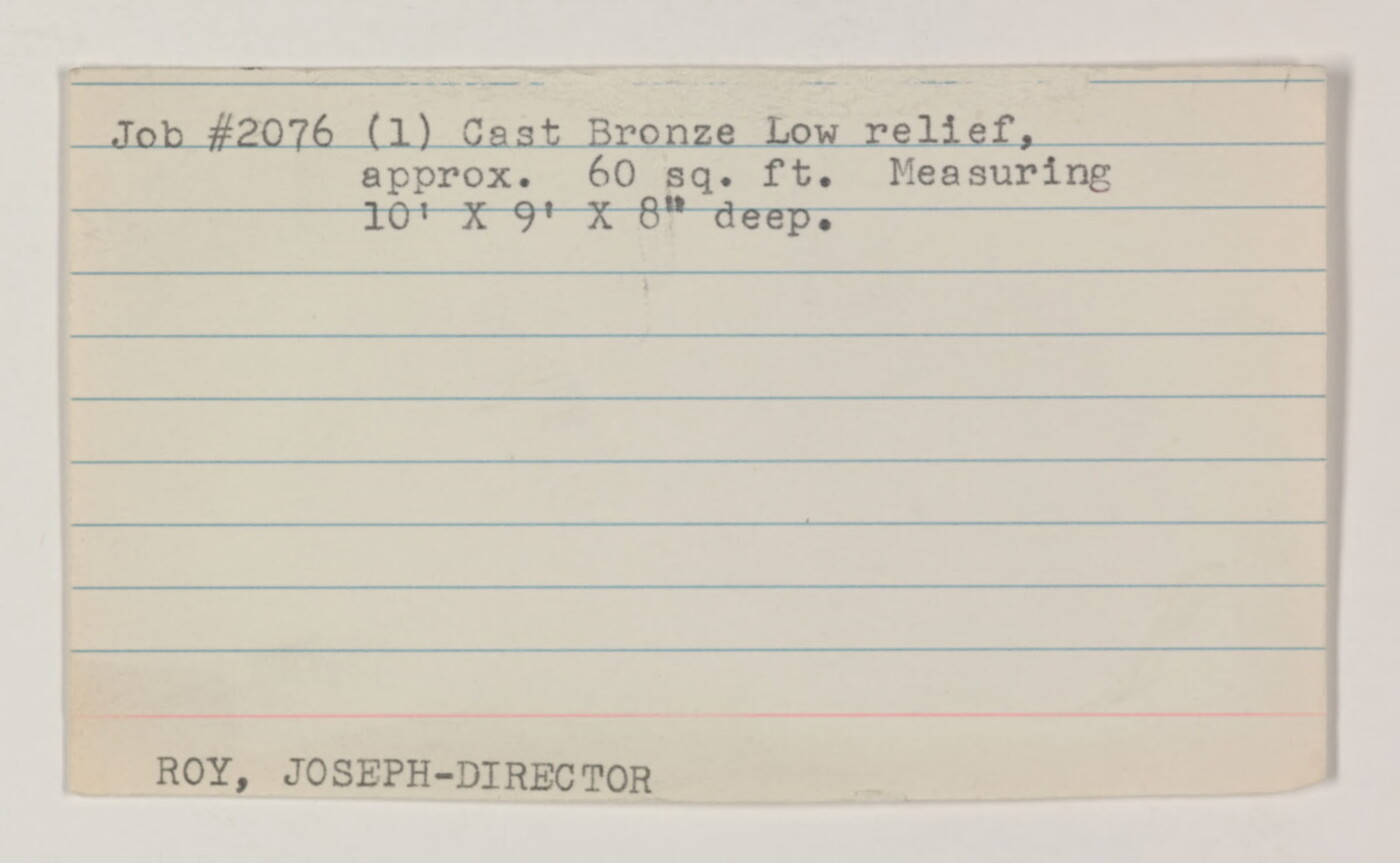 Job #2076 (1) Cast Bronze Low relief,
approx. 60 sq. ft. Measuring
10' X 9' X 8" deep.
ROY, JOSEPH-DIRECTOR